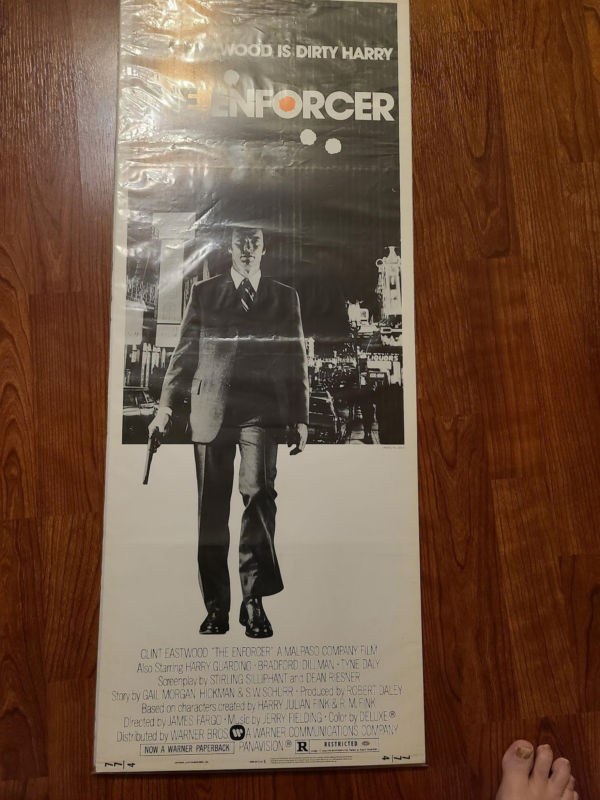 WOOD IS DIRTY HARRY
ENFORCER
LIQUORS
CLINT EASTWOOD "THE ENFORCER" A MALPASO COMPANY FILM
Also Starring HARRY GUARDINO • BRADFORD DILLMAN • TYNE DALY
Screenplay by STIRLING SILLIPHANT and DEAN RIESNER
Story by GAIL MORGAN HICKMAN & S.W. SCHURR • Produced by ROBERT DALEY
Based on characters created by HARRY JULIAN FINK & R.M. FINK
Directed by JAMES FARGO • Music by JERRY FIELDING • Color by DELUXE®
Distributed by WARNER BROS A WARNER COMMUNICATIONS COMPANY
NOW A WARNER PAPERBACK PANAVISION® R RESTRICTED
77/4